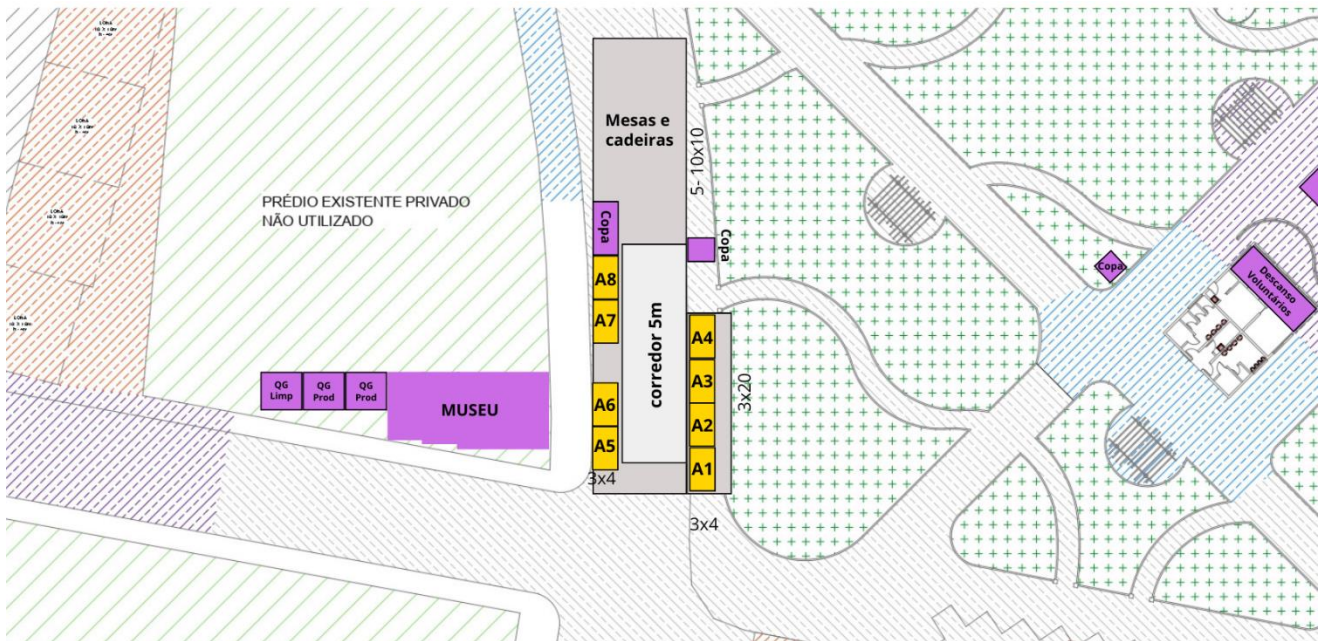 LONA
LONA
LONA
LONA
PRÉDIO EXISTENTE PRIVADO
NÃO UTILIZADO
Mesas e
cadeiras
5- 10x10
Copa
Copa
A8
A7
A6
A5
3x4
corredor 5m
A4
A3
A2
A1
3x20
3x4
QG
Limp
QG
Prod
QG
Prod
MUSEU
Copa
Descanso
Voluntários